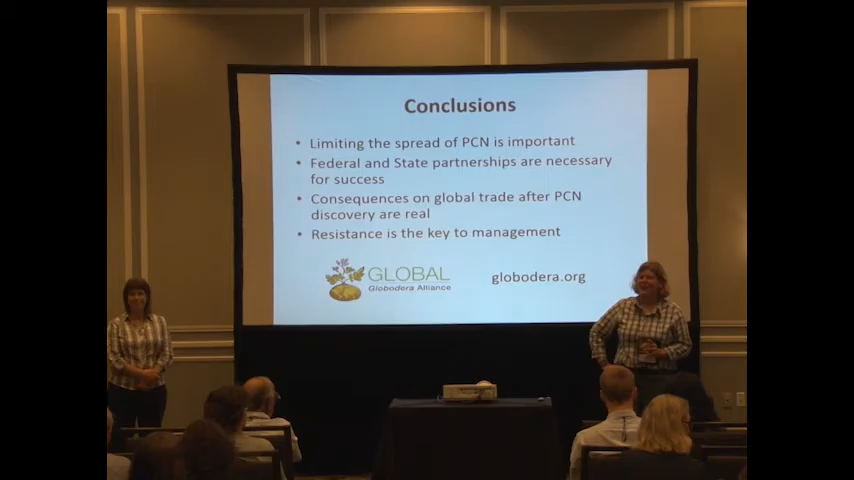 Conclusions
• Limiting the spread of PCN is important
• Federal and State partnerships are necessary
for success
• Consequences on global trade after PCN
discovery are real
• Resistance is the key to management
GLOBAL
Globodera Alliance
globodera.org